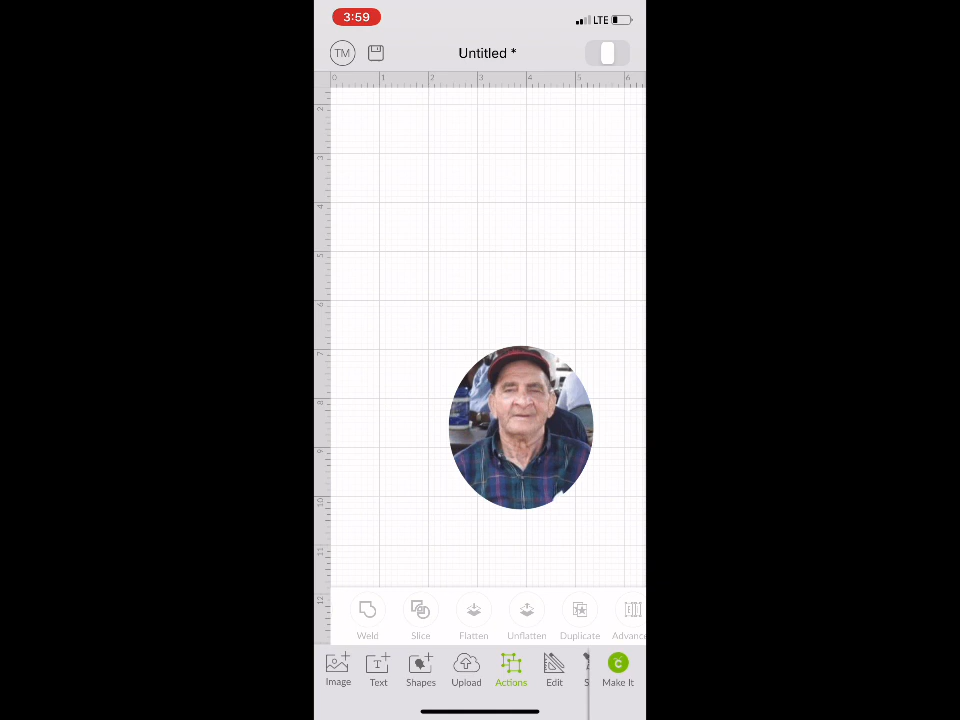 3:59 LTE
TM Untitled *
0 1 2 3 4 5 6
2
3
4
5
6
7
8
9
10
11
12
Weld Slice Flatten Unflatten Duplicate Advance
Image Text Shapes Upload Actions Edit S Make It